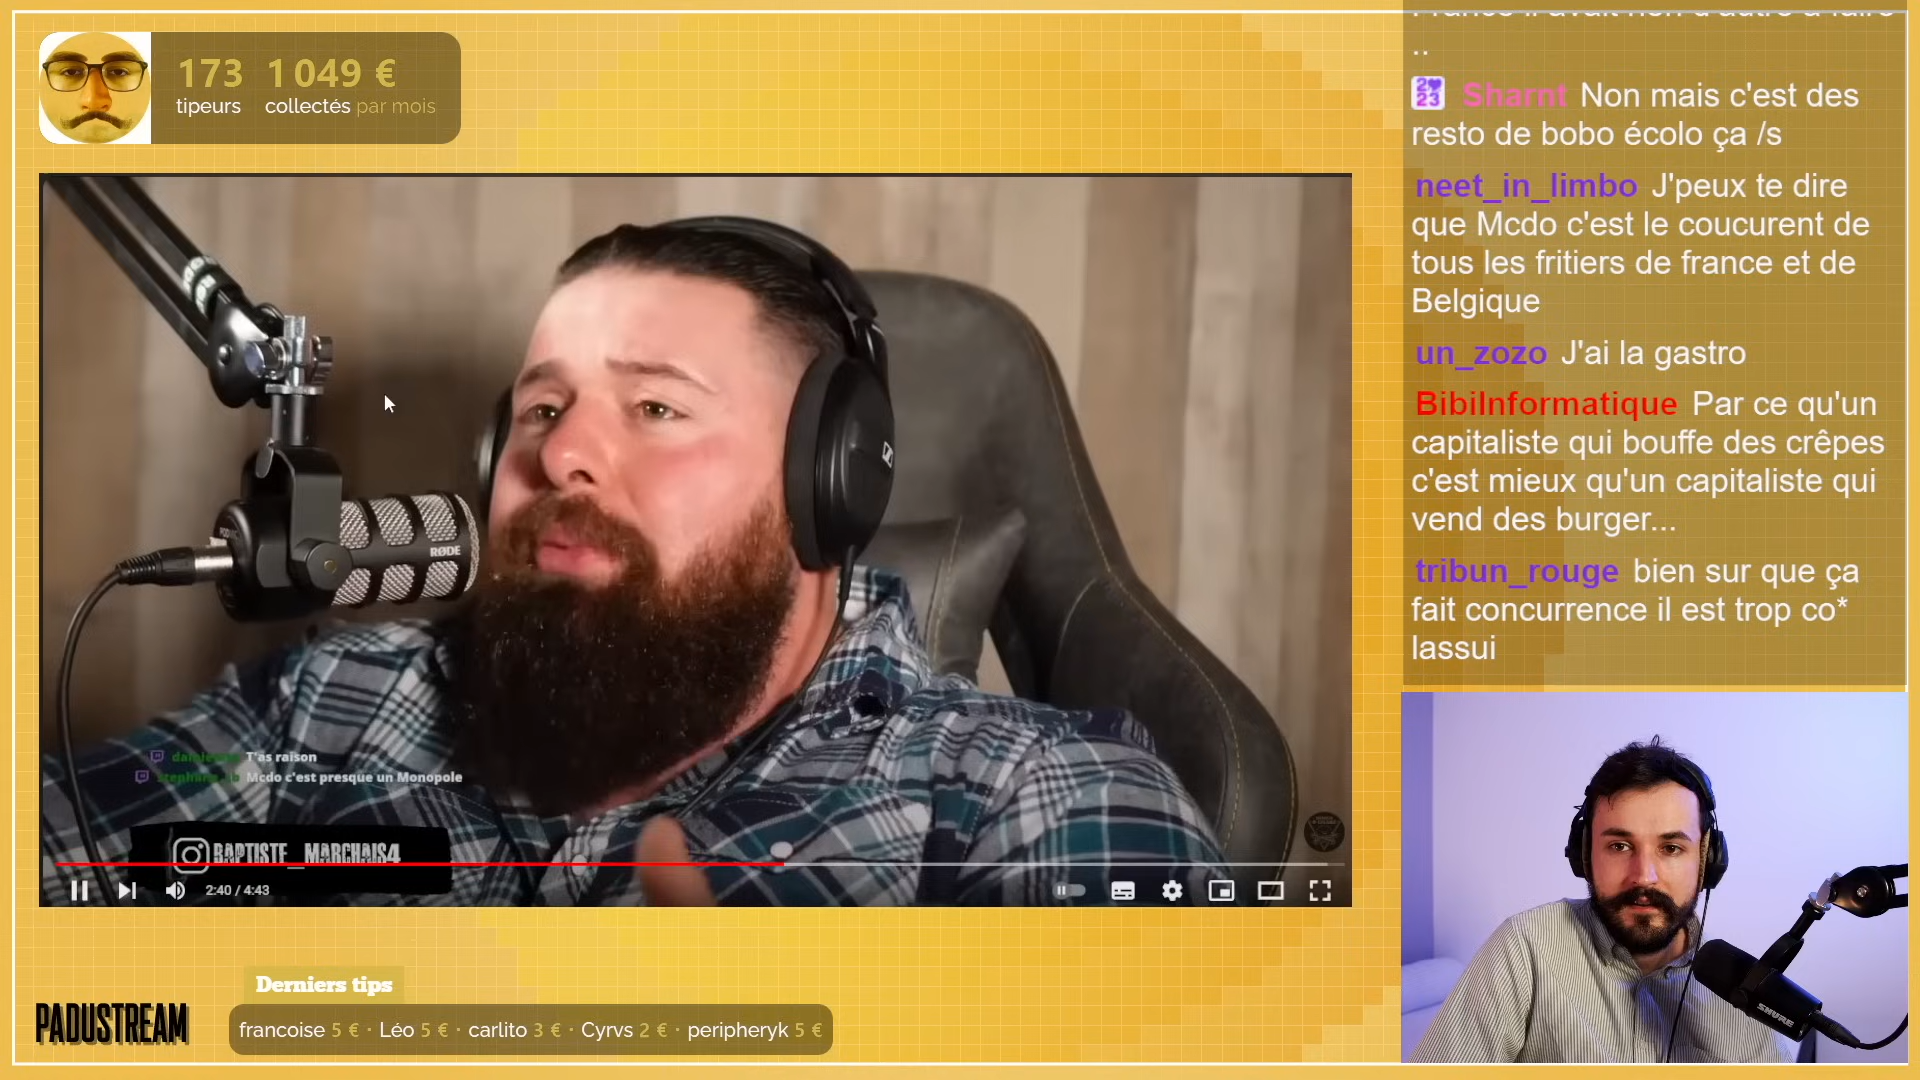 173 1 049 €
tipeurs collectés par mois
..
2 23 Sharnt Non mais c'est des
resto de bobo écolo ça /s
neet_in_limbo J'peux te dire
que Mcdo c'est le coucurent de
tous les fritiers de france et de
Belgique
un_zozo J'ai la gastro
BibiInformatique Par ce qu'un
capitaliste qui bouffe des crêpes
c'est mieux qu'un capitaliste qui
vend des burger...
tribun_rouge bien sur que ça
fait concurrence il est trop co*
lassui
RØDE
T'as raison
Mcdo c'est presque un Monopole
BAPTISTE_MARCHAIS4
2:40 / 4:43
SHURE
Derniers tips
PADUSTREAM
francoise 5 € · Léo 5 € · carlito 3 € · Cyrvs 2 € · peripheryk 5 €